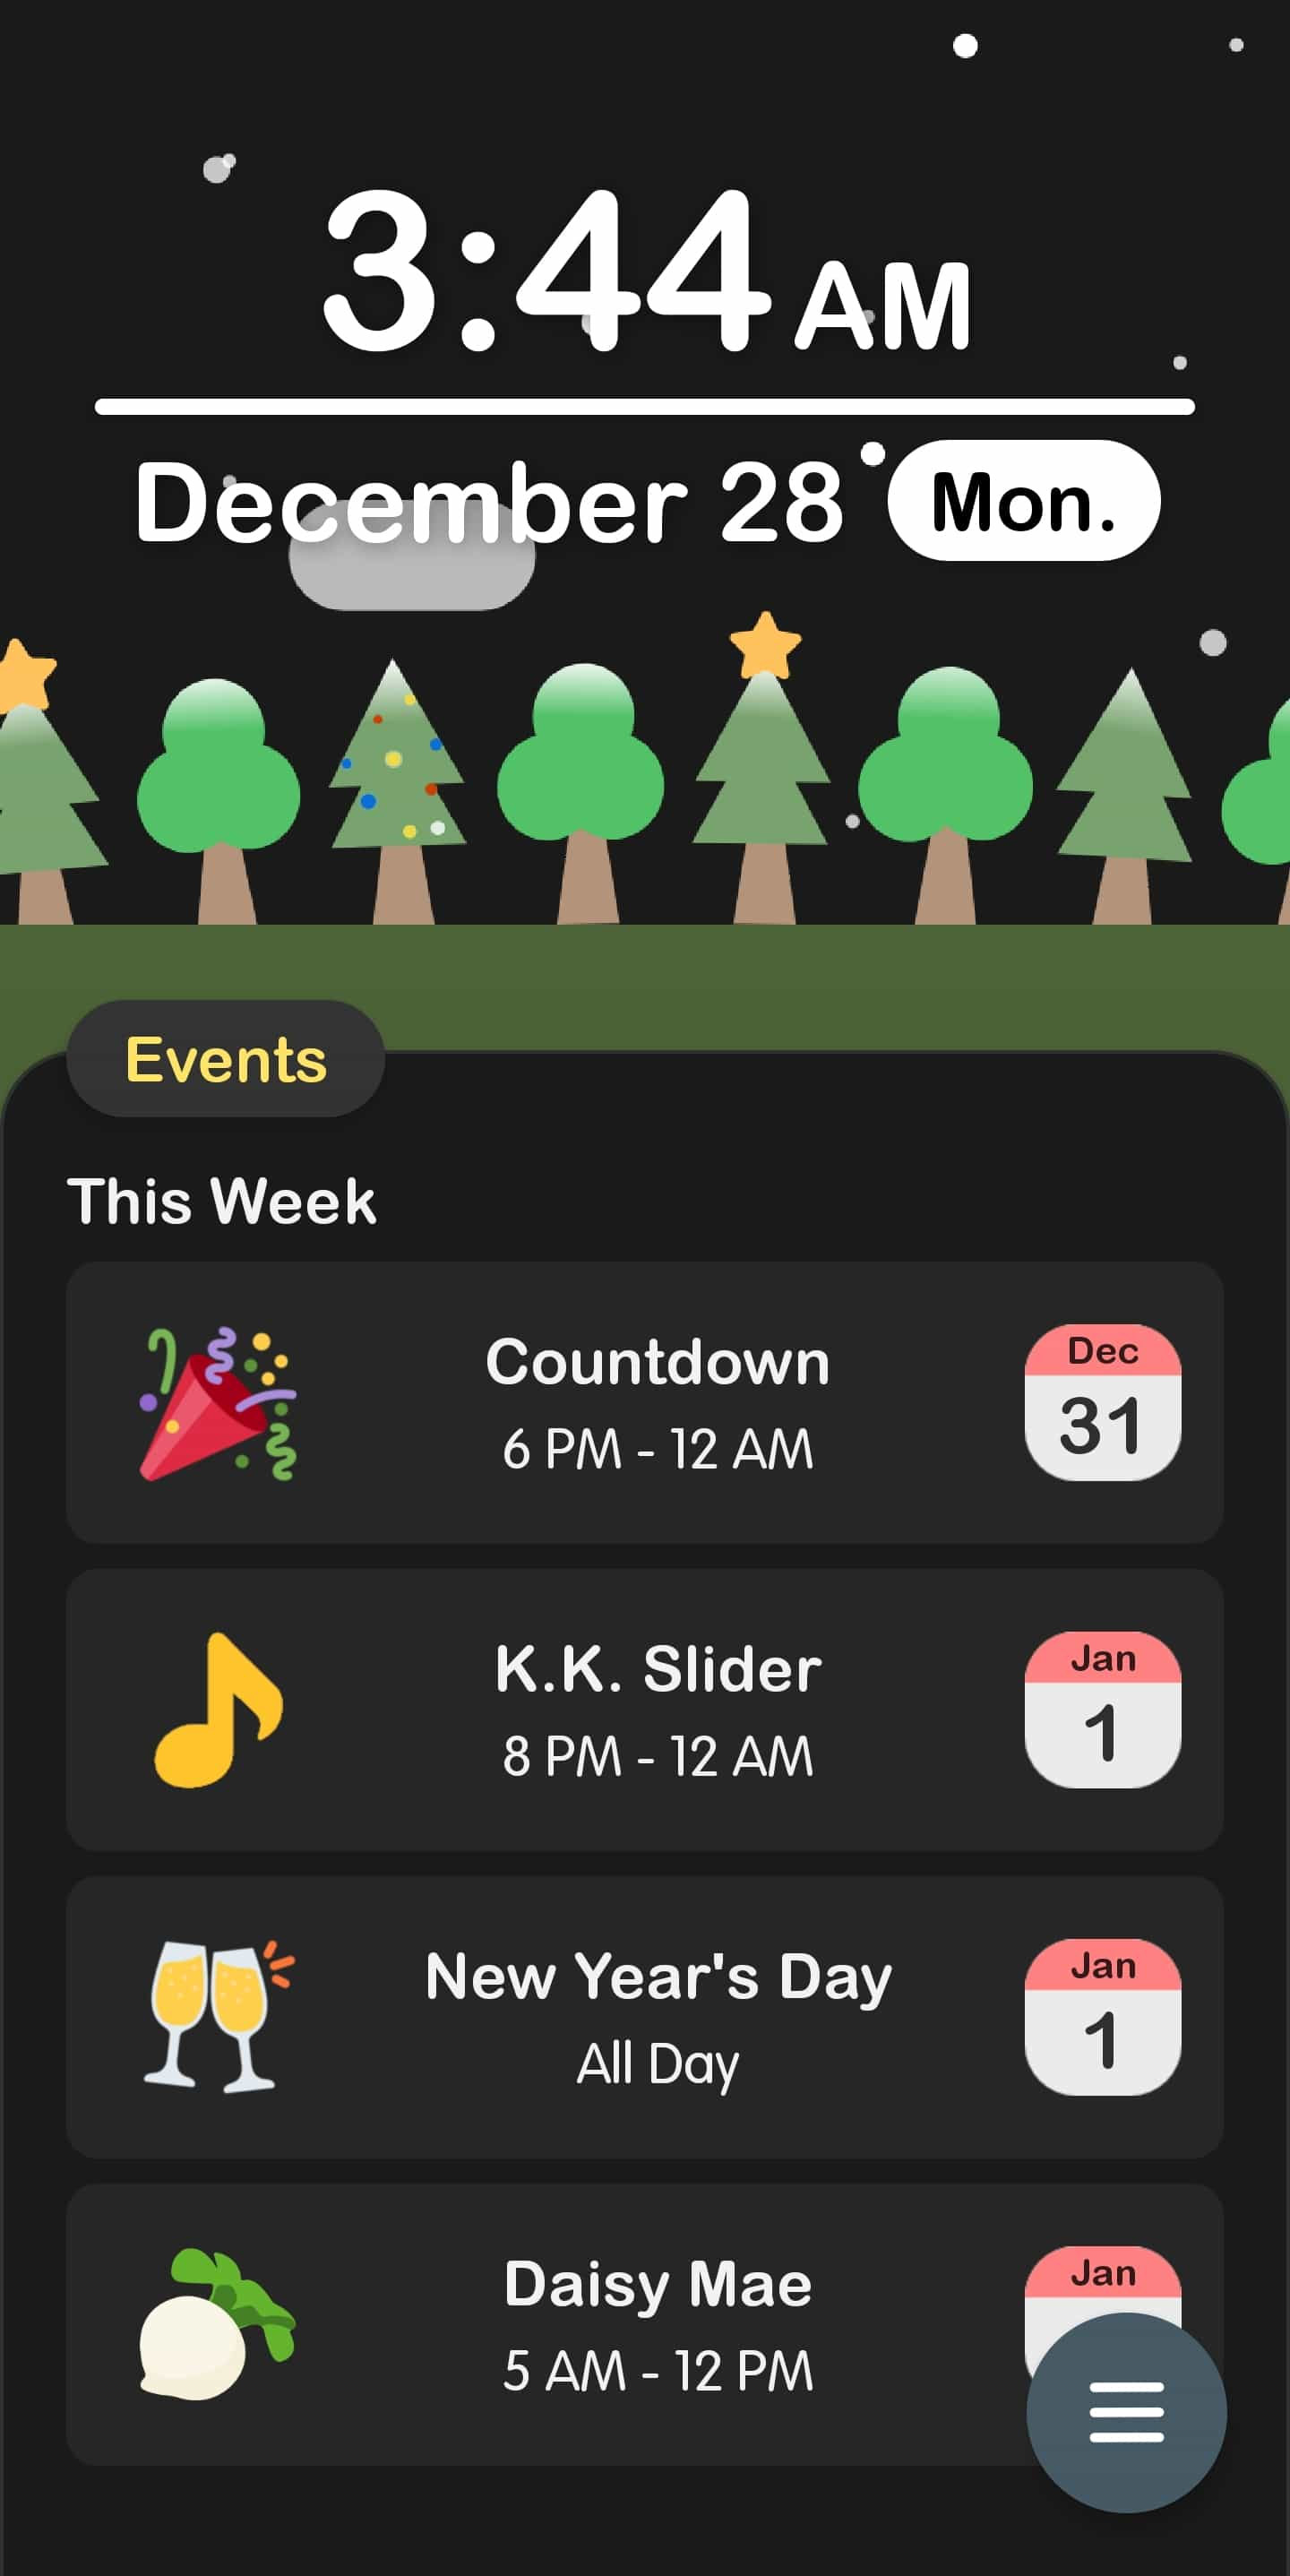 3:44 AM
December 28 Mon.
Events
This Week
Countdown
6 PM - 12 AM
Dec
31
K.K. Slider
8 PM - 12 AM
Jan
1
New Year's Day
All Day
Jan
1
Daisy Mae
5 AM - 12 PM
Jan